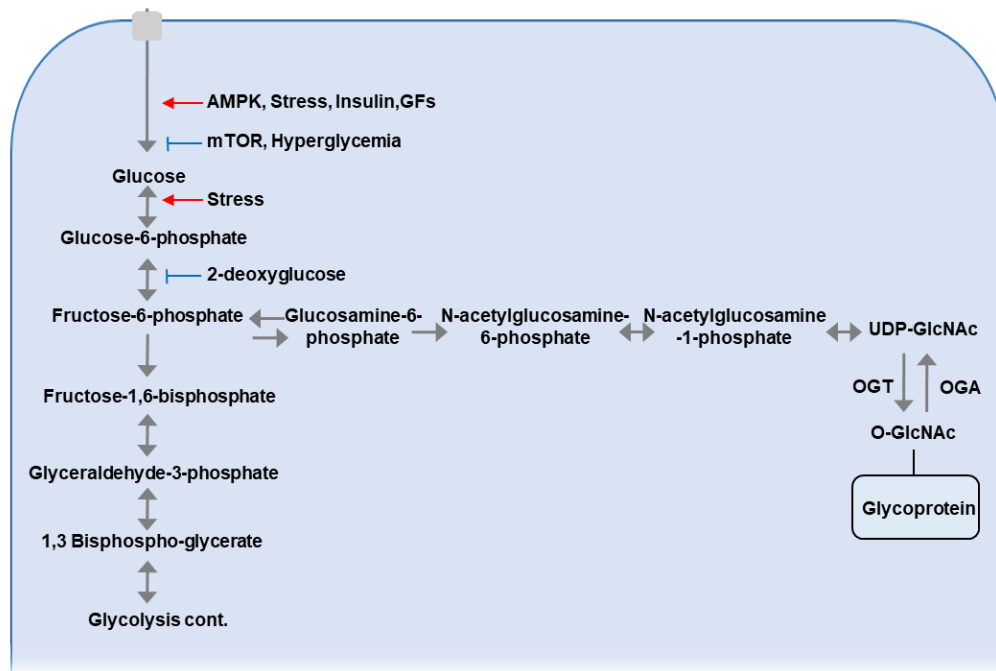 AMPK, Stress, Insulin,GFs
mTOR, Hyperglycemia
Glucose
Stress
Glucose-6-phosphate
2-deoxyglucose
Fructose-6-phosphate
Glucosamine-6-
phosphate
N-acetylglucosamine-
6-phosphate
N-acetylglucosamine
-1-phosphate
UDP-GlcNAc
OGT
OGA
Fructose-1,6-bisphosphate
O-GlcNAc
Glyceraldehyde-3-phosphate
Glycoprotein
1,3 Bisphospho-glycerate
Glycolysis cont.